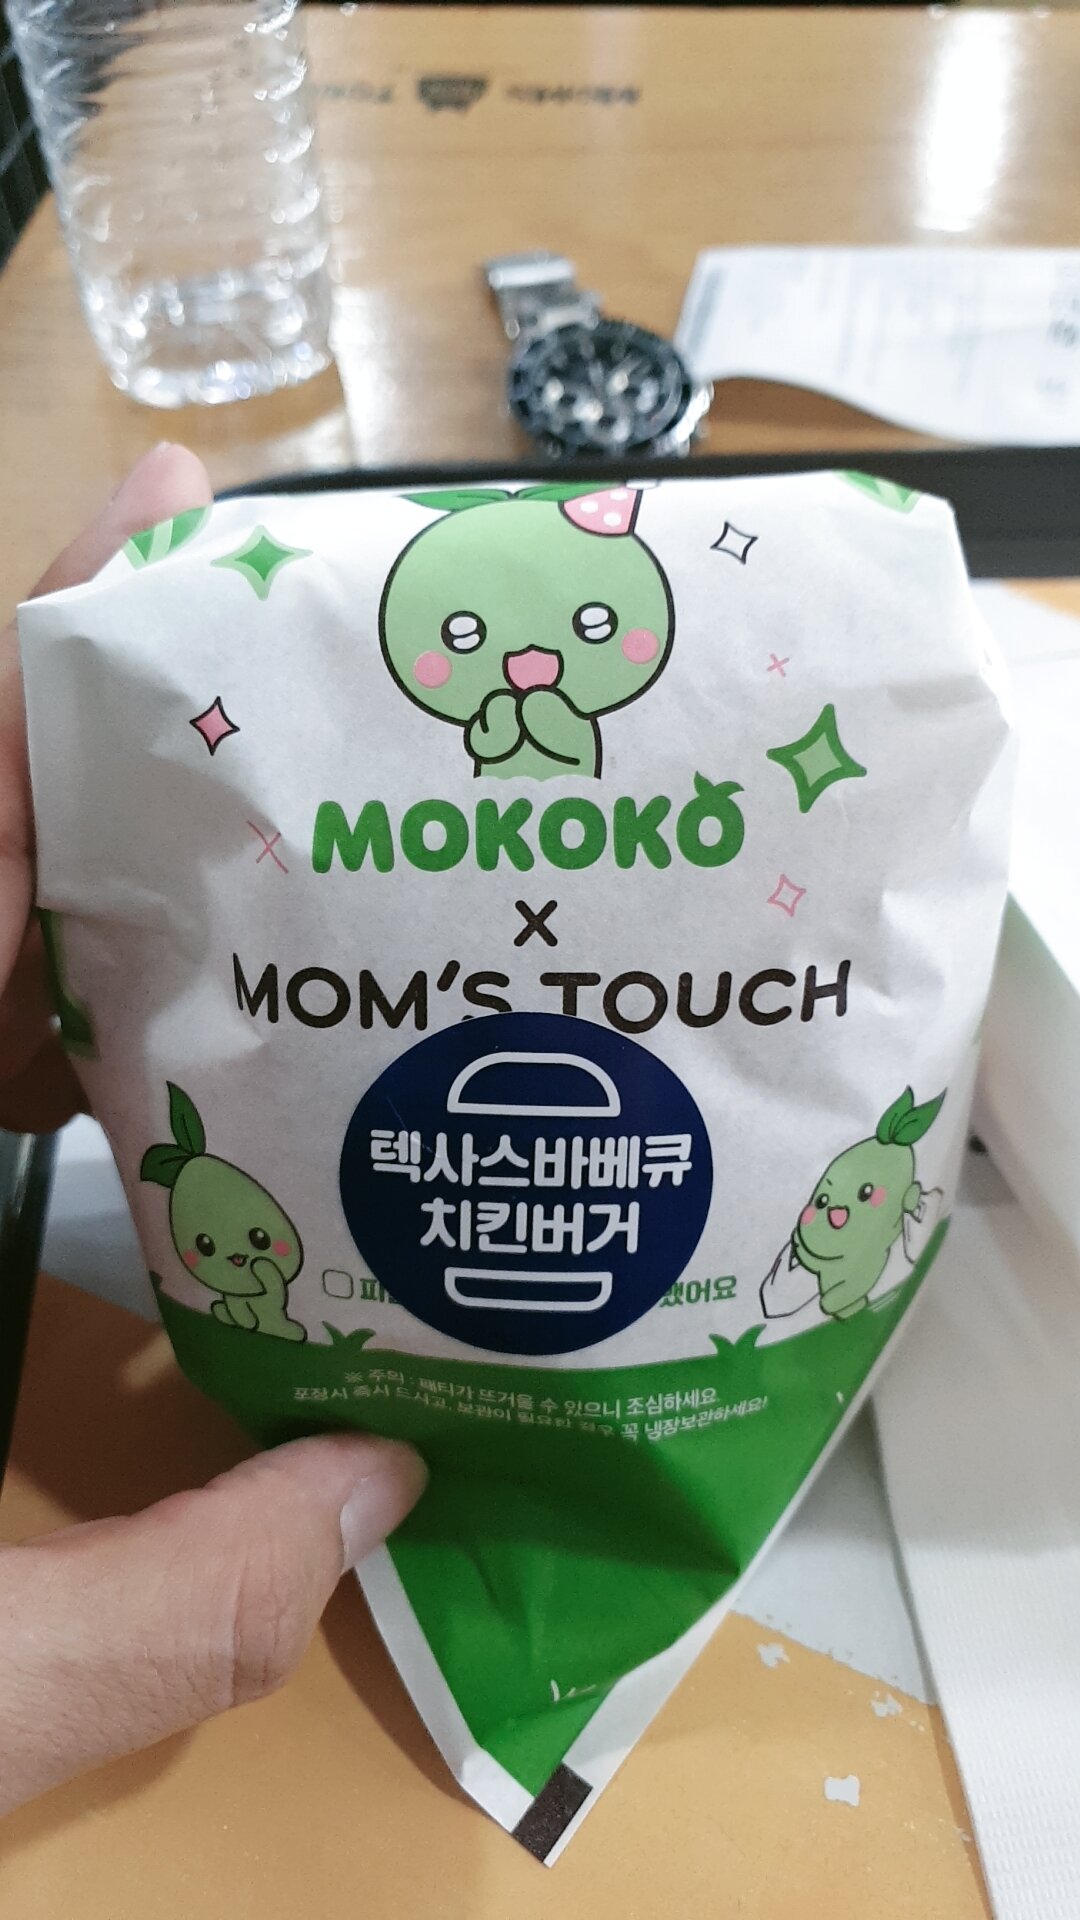 MOKOKO
X
MOM'S TOUCH
텍사스바베큐
치킨버거
했어요
※ 주의 : 패티가 뜨거울 수 있으니 조심하세요
포장시 즉시 드시고, 보관이 필요한 경우 꼭 냉장보관하세요!